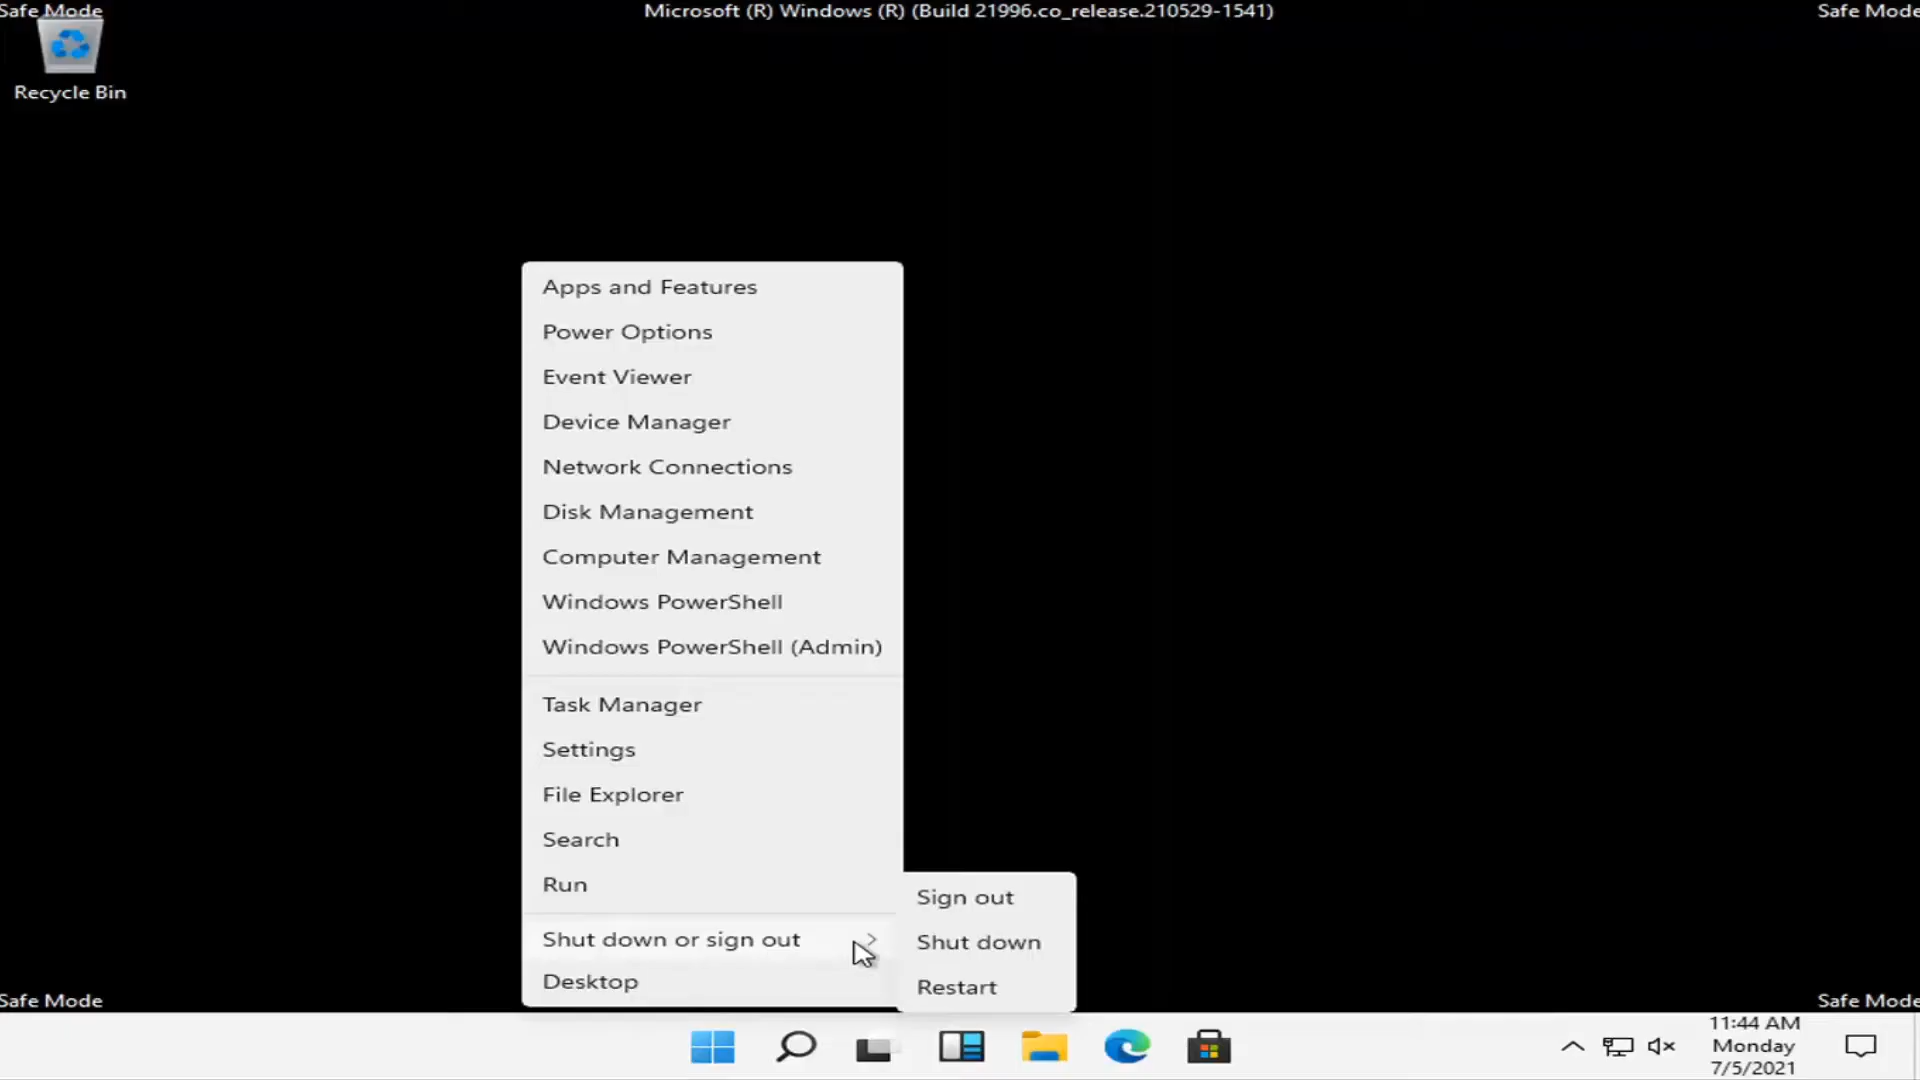 Safe Mode
Microsoft (R) Windows (R) (Build 21996.co_release.210529-1541)
Safe Mode
Recycle Bin
Apps and Features
Power Options
Event Viewer
Device Manager
Network Connections
Disk Management
Computer Management
Windows PowerShell
Windows PowerShell (Admin)
Task Manager
Settings
File Explorer
Search
Run
Shut down or sign out
Desktop
Sign out
Shut down
Restart
Safe Mode
Safe Mode
11:44 AM
Monday
7/5/2021